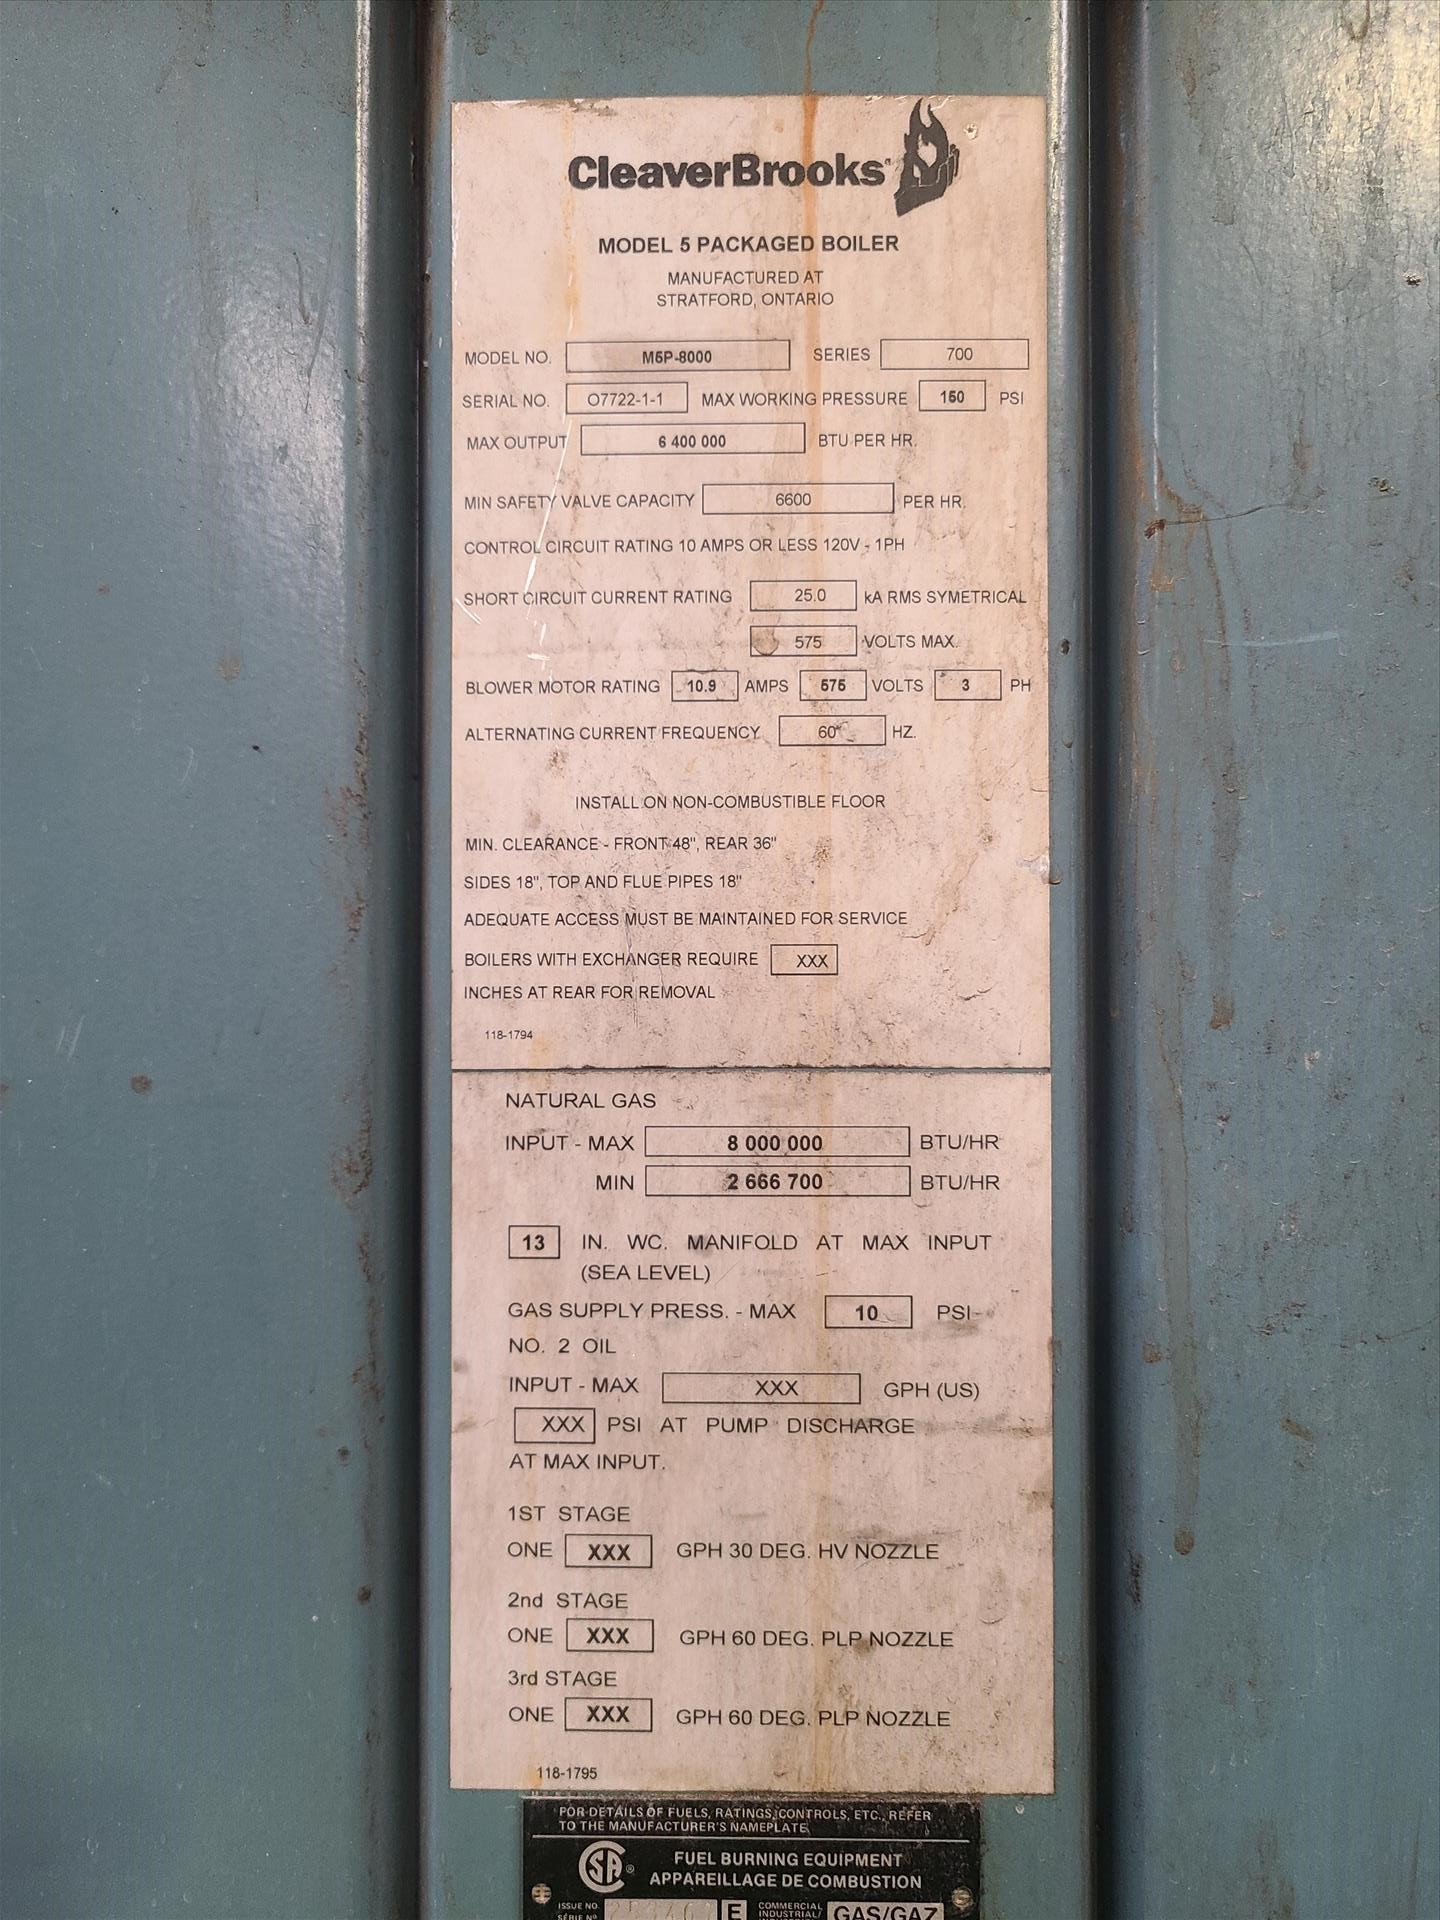 CleaverBrooks
MODEL 5 PACKAGED BOILER
MANUFACTURED AT
STRATFORD, ONTARIO
MODEL NO. M5P-8000 SERIES 700
SERIAL NO. O7722-1-1 MAX WORKING PRESSURE 150 PSI
MAX OUTPUT 6 400 000 BTU PER HR.
MIN SAFETY VALVE CAPACITY 6600 PER HR.
CONTROL CIRCUIT RATING 10 AMPS OR LESS 120V - 1PH
SHORT CIRCUIT CURRENT RATING 25.0 kA RMS SYMETRICAL
575 VOLTS MAX.
BLOWER MOTOR RATING 10.9 AMPS 575 VOLTS 3 PH
ALTERNATING CURRENT FREQUENCY 60 HZ.
INSTALL ON NON-COMBUSTIBLE FLOOR
MIN. CLEARANCE - FRONT 48", REAR 36"
SIDES 18", TOP AND FLUE PIPES 18"
ADEQUATE ACCESS MUST BE MAINTAINED FOR SERVICE
BOILERS WITH EXCHANGER REQUIRE XXX
INCHES AT REAR FOR REMOVAL
118-1794
NATURAL GAS
INPUT - MAX 8 000 000 BTU/HR
MIN 2 666 700 BTU/HR
13 IN. WC. MANIFOLD AT MAX INPUT
(SEA LEVEL)
GAS SUPPLY PRESS. - MAX 10 PSI
NO. 2 OIL
INPUT - MAX XXX GPH (US)
XXX PSI AT PUMP DISCHARGE
AT MAX INPUT.
1ST STAGE
ONE XXX GPH 30 DEG. HV NOZZLE
2nd STAGE
ONE XXX GPH 60 DEG. PLP NOZZLE
3rd STAGE
ONE XXX GPH 60 DEG. PLP NOZZLE
118-1795
FOR DETAILS OF FUELS, RATINGS, CONTROLS, ETC., REFER
TO THE MANUFACTURER'S NAMEPLATE
CSA ® FUEL BURNING EQUIPMENT
APPAREILLAGE DE COMBUSTION
ISSUE NO. E COMMERCIAL
SÉRIE Nº INDUSTRIAL/ GAS/GAZ